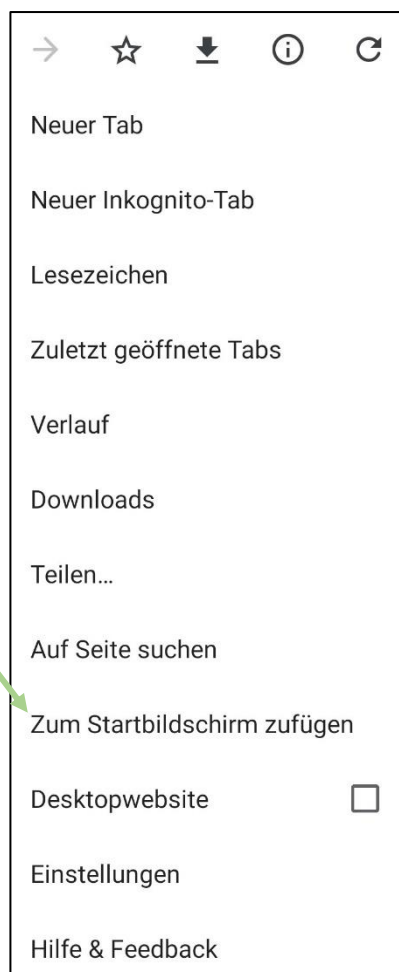 Neuer Tab
Neuer Inkognito-Tab
Lesezeichen
Zuletzt geöffnete Tabs
Verlauf
Downloads
Teilen…
Auf Seite suchen
Zum Startbildschirm zufügen
Desktopwebsite
Einstellungen
Hilfe & Feedback